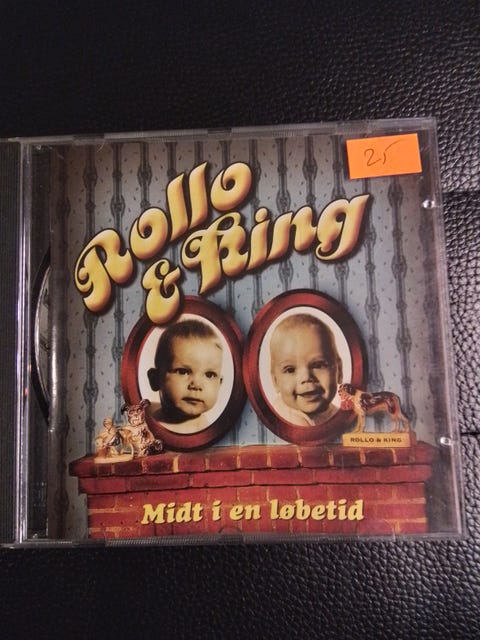 25
Rollo
& King
ROLLO & KING
Midt i en løbetid